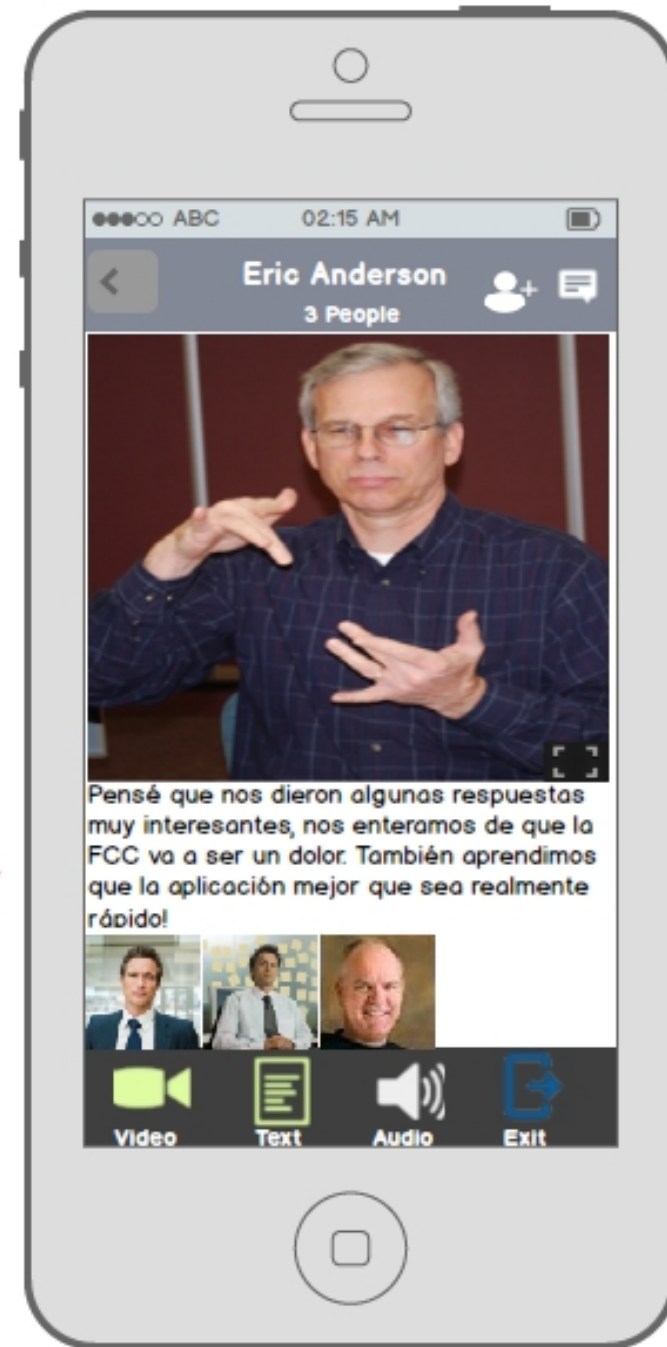 ABC 02:15 AM
Eric Anderson
3 People
Pensé que nos dieron algunas respuestas
muy interesantes, nos enteramos de que la
FCC va a ser un dolor. También aprendimos
que la aplicación mejor que sea realmente
rápido!
Video Text Audio Exit